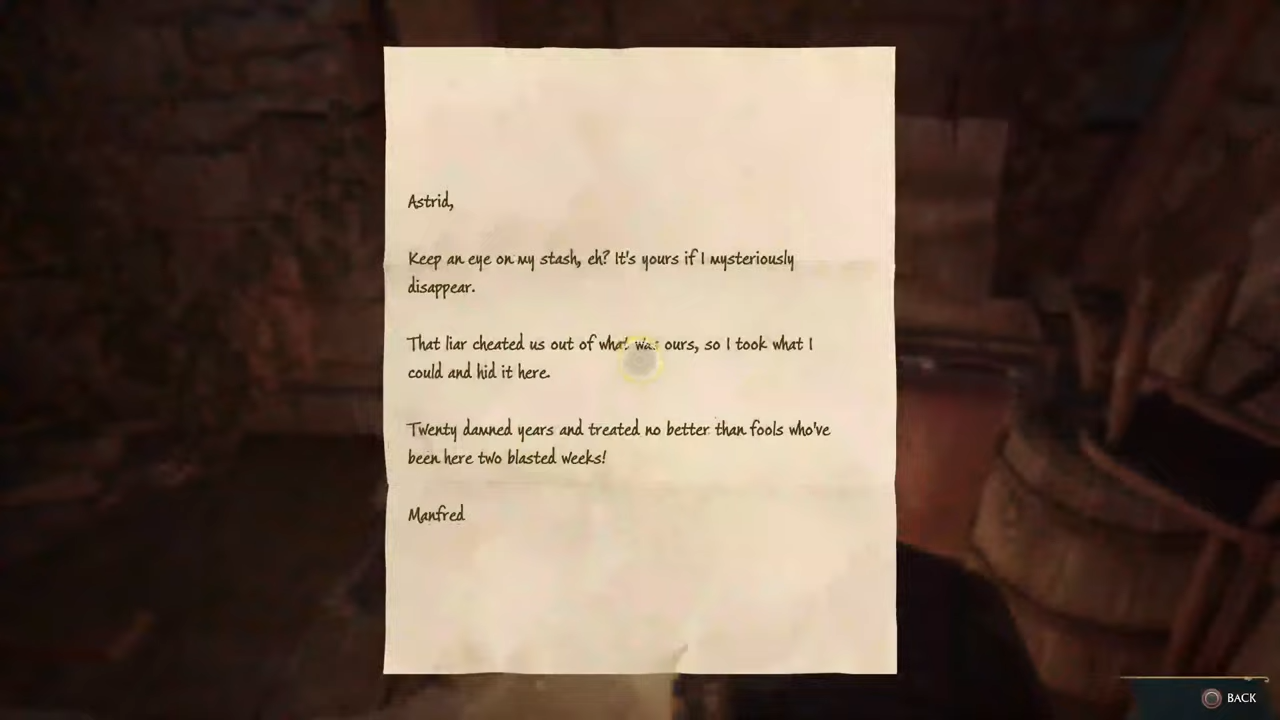 Astrid,
Keep an eye on my stash, eh? It's yours if I mysteriously
disappear.
That liar cheated us out of what was ours, so I took what I
could and hid it here.
Twenty damned years and treated no better than fools who've
been here two blasted weeks!
Manfred
BACK